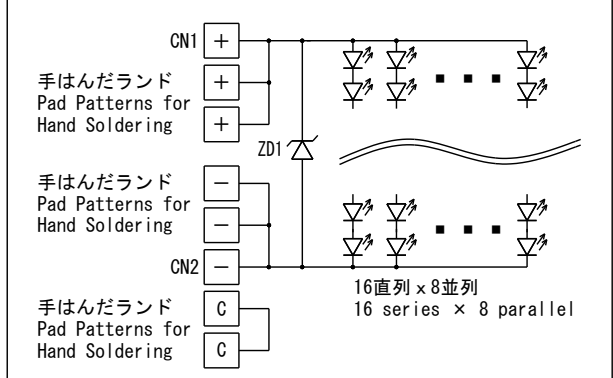 CN1 +
手はんだランド +
Pad Patterns for
Hand Soldering +
ZD1
手はんだランド −
Pad Patterns for
Hand Soldering −
CN2 −
16直列 x 8並列
16 series × 8 parallel
手はんだランド C
Pad Patterns for
Hand Soldering C